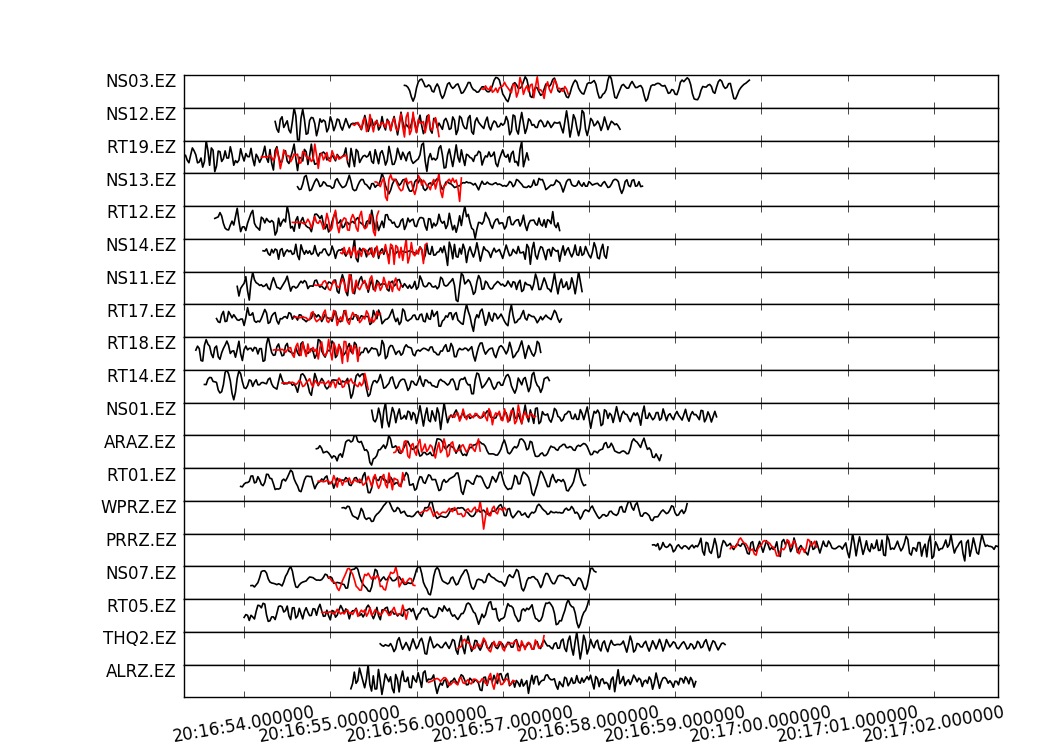 NS03.EZ
NS12.EZ
RT19.EZ
NS13.EZ
RT12.EZ
NS14.EZ
NS11.EZ
RT17.EZ
RT18.EZ
RT14.EZ
NS01.EZ
ARAZ.EZ
RT01.EZ
WPRZ.EZ
PRRZ.EZ
NS07.EZ
RT05.EZ
THQ2.EZ
ALRZ.EZ
20:16:54.000000
20:16:55.000000
20:16:56.000000
20:16:57.000000
20:16:58.000000
20:16:59.000000
20:17:00.000000
20:17:01.000000
20:17:02.000000